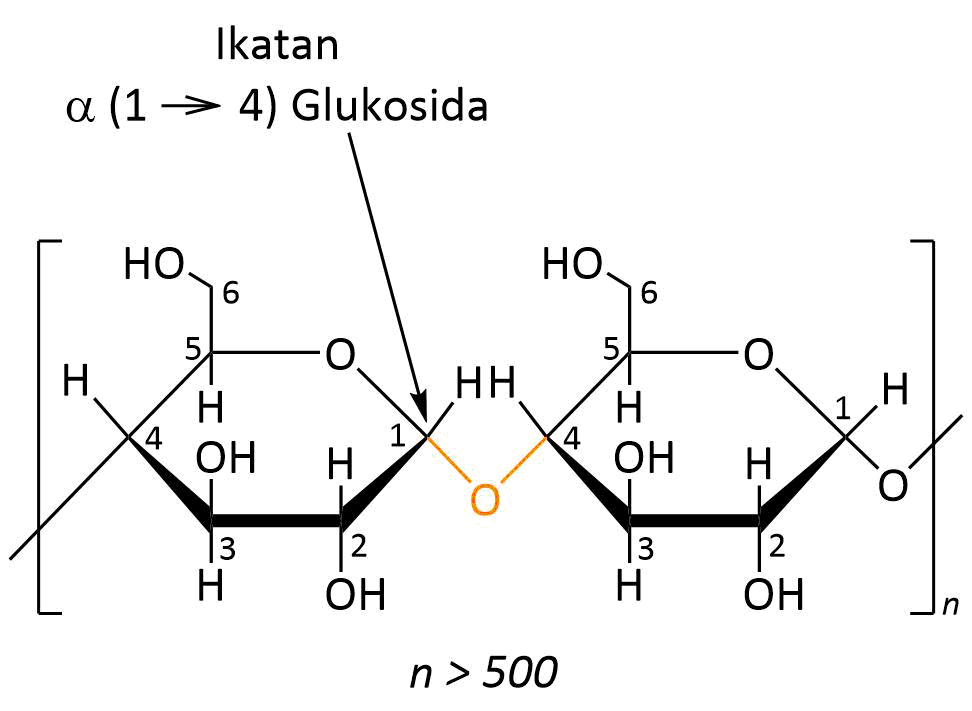 Ikatan
α (1 → 4) Glukosida
HO HO
6 6
5 O 5 O
H H H H
H H 1
4 1 4
OH H OH H
O O
3 2 3 2
H OH H OH
n
n > 500